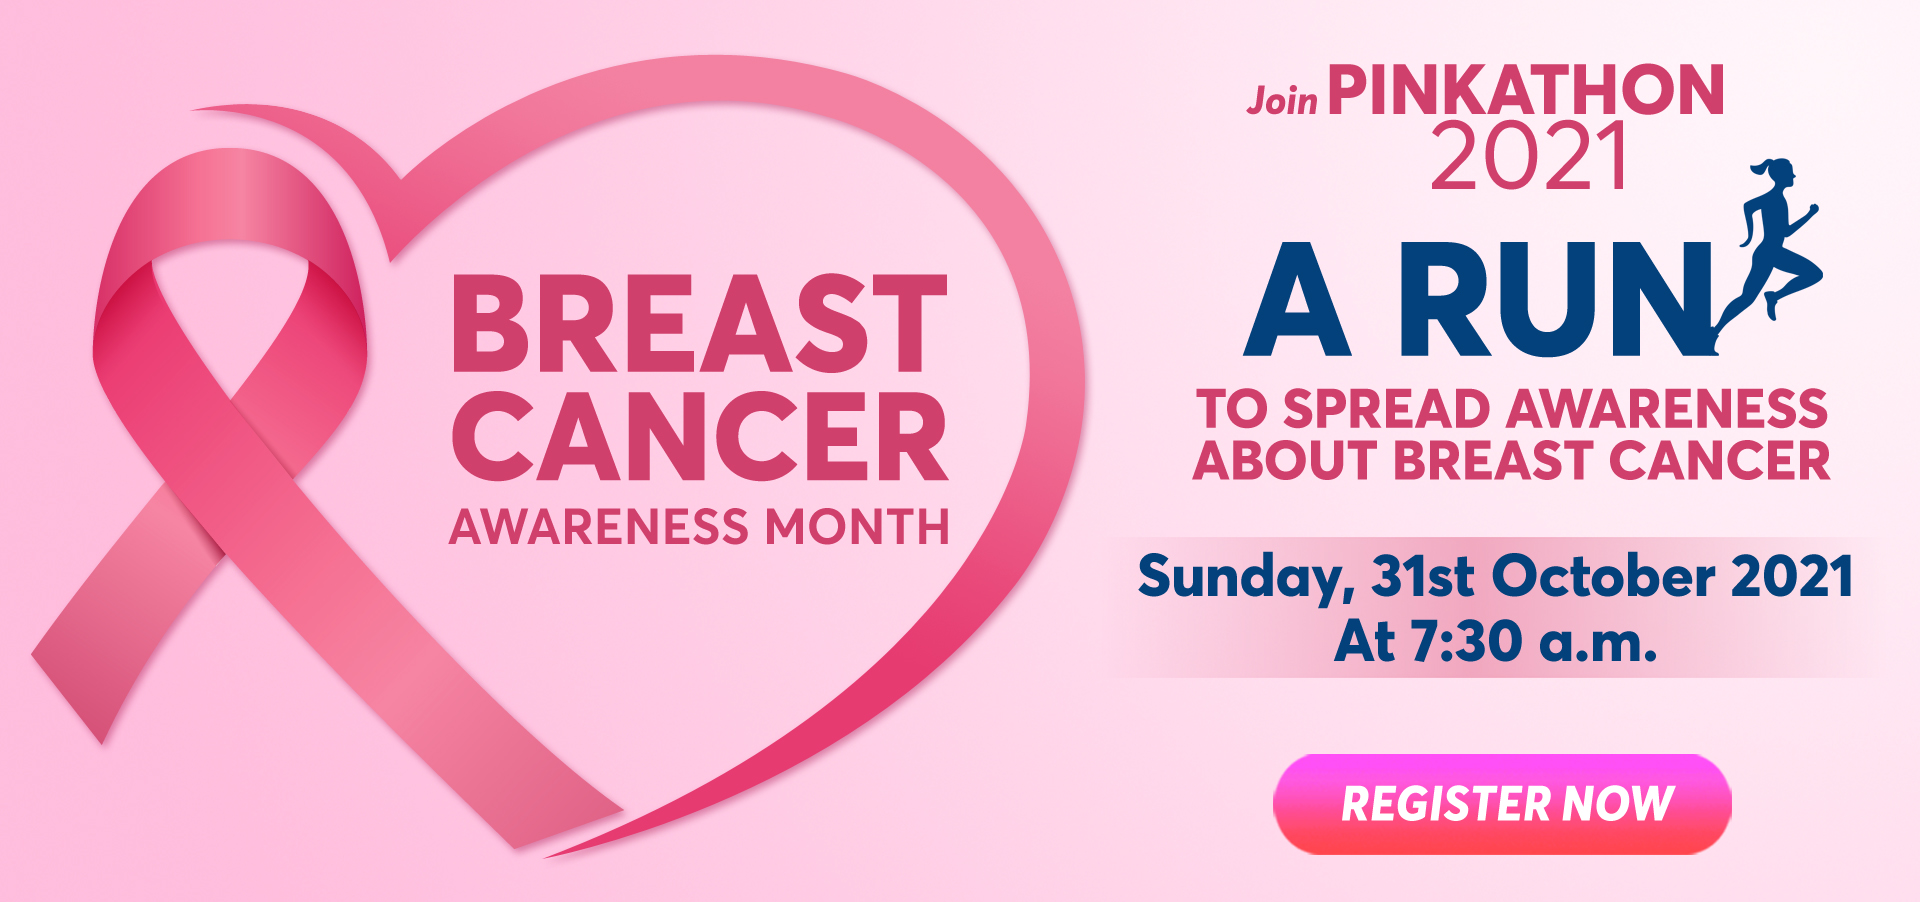 BREAST
CANCER
AWARENESS MONTH
Join PINKATHON
2021
A RUN
TO SPREAD AWARENESS
ABOUT BREAST CANCER
Sunday, 31st October 2021
At 7:30 a.m.
REGISTER NOW